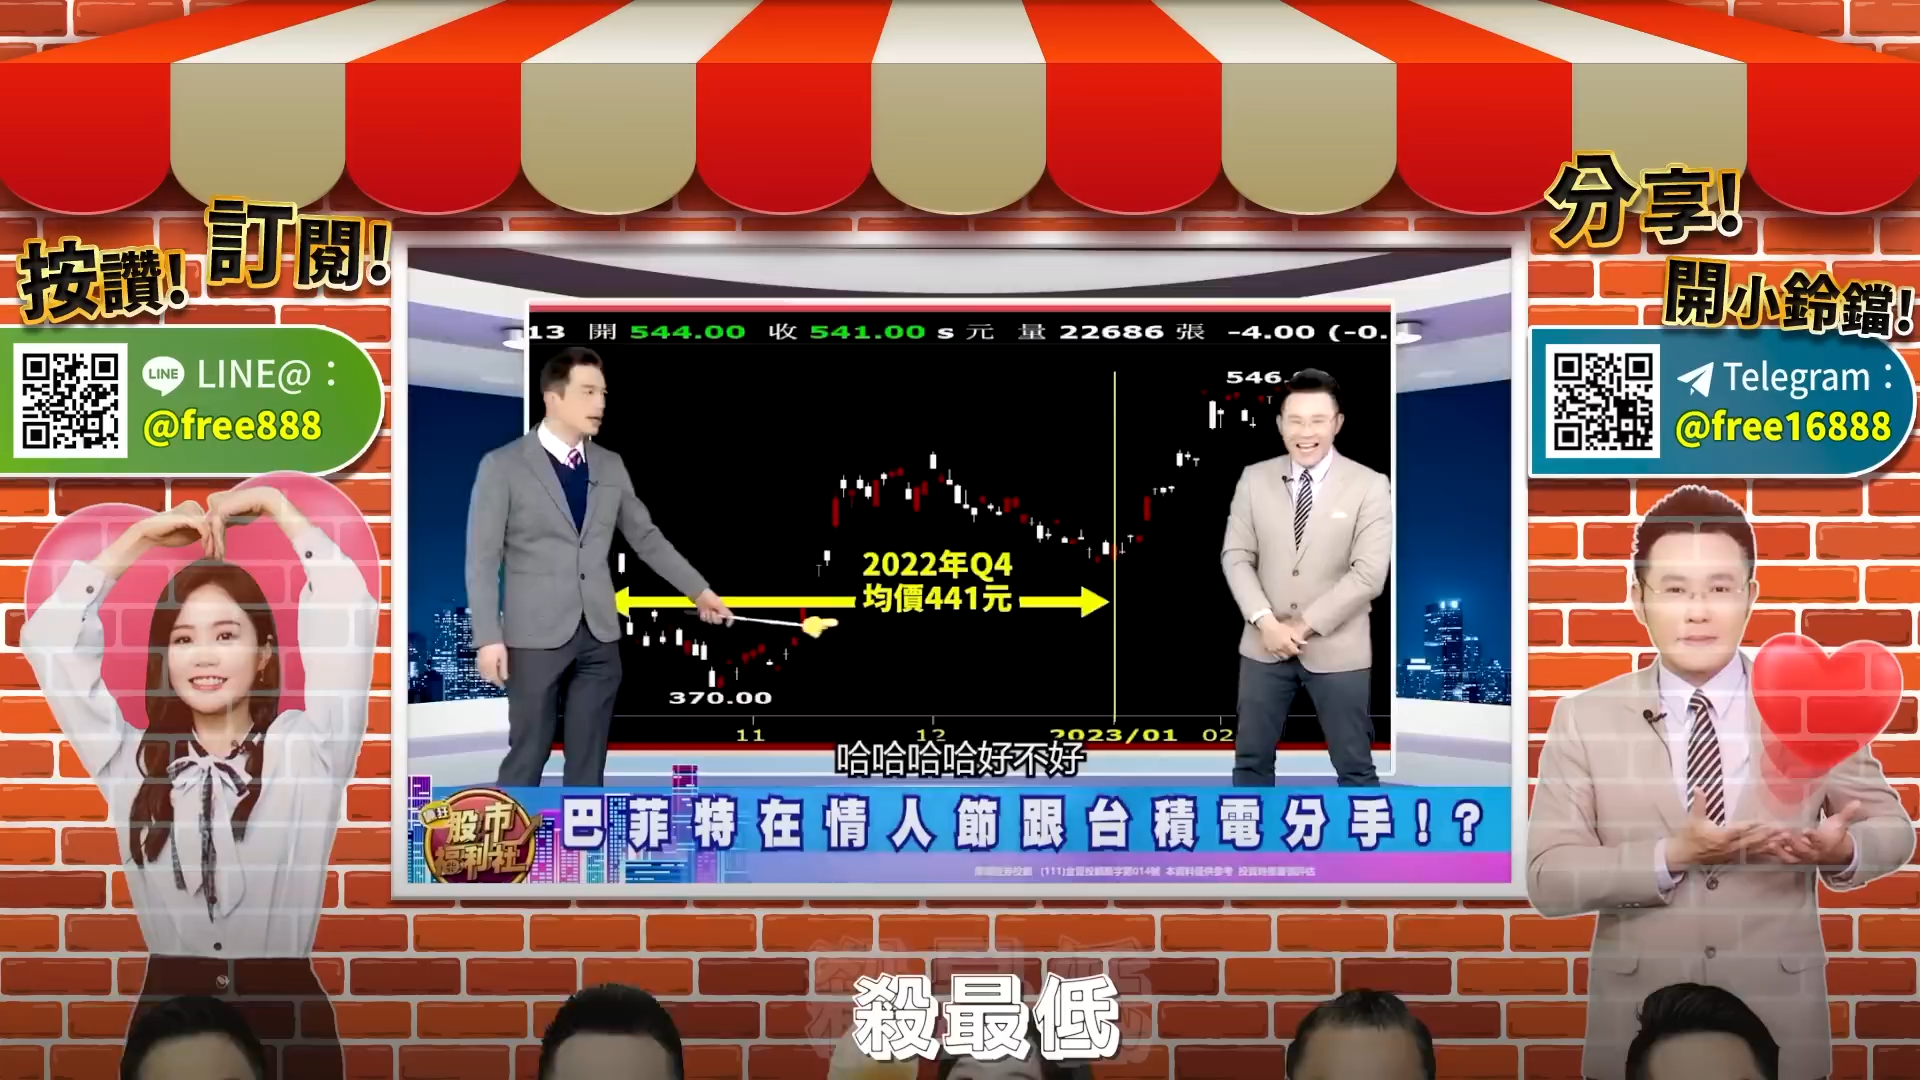 按讚!
訂閱!
分享!
開小鈴鐺!
LINE
LINE@：
@free888
Telegram：
@free16888
13 開 544.00 收 541.00 s 元 量 22686 張 -4.00 (-0.
546.
2022年Q4
均價441元
370.00
11
12
2023/01
02
哈哈哈哈好不好
股市
福利社
巴菲特在情人節跟台積電分手!?
殺最低